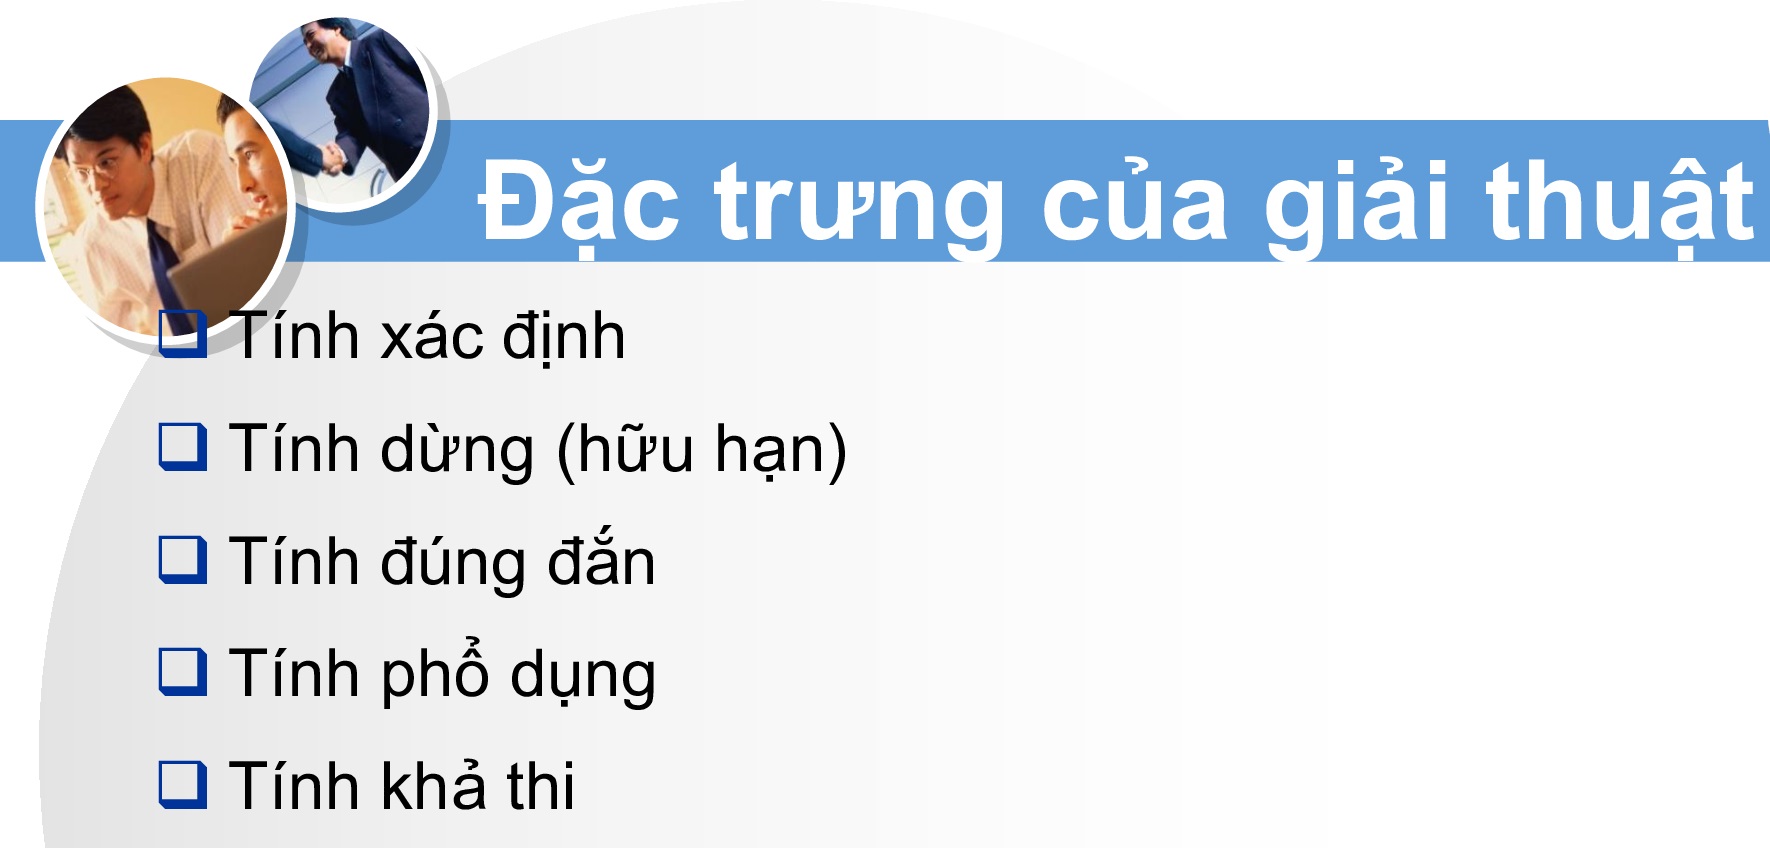 Đặc trưng của giải thuật
Tính xác định
Tính dừng (hữu hạn)
Tính đúng đắn
Tính phổ dụng
Tính khả thi